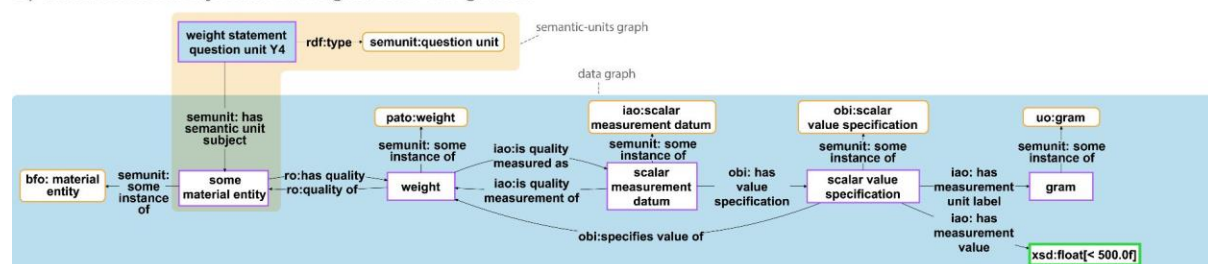 weight statement
question unit Y4
rdf:type
semunit:question unit
semantic-units graph
data graph
semunit: has
semantic unit
subject
pato:weight
iao:scalar
measurement datum
obi:scalar
value specification
uo:gram
semunit: some
instance of
iao:is quality
measured as
semunit: some
instance of
semunit: some
instance of
semunit: some
instance of
bfo: material
entity
semunit:
some
instance
of
some
material entity
ro:has quality
ro:quality of
weight
iao:is quality
measurement of
scalar
measurement
datum
obi: has
value
specification
scalar value
specification
iao: has
measurement
unit label
gram
iao: has
measurement
value
obi:specifies value of
xsd:float[< 500.0f]